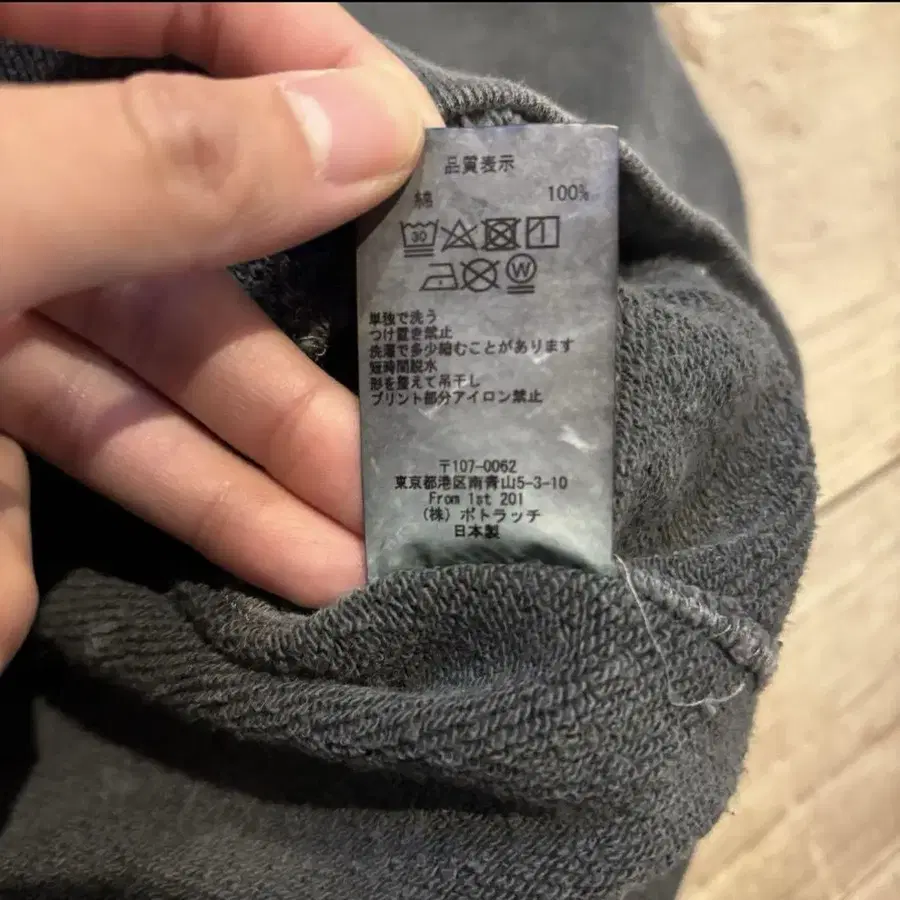 品質表示
綿 100%
30
W
単独で洗う
つけ置き禁止
洗濯で多少縮むことがあります
短時間脱水
形を整えて吊干し
プリント部分アイロン禁止
〒107-0062
東京都港区南青山5-3-10
From 1st 201
(株) ポトラッチ
日本製